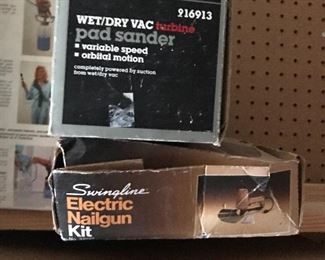 916913
WET/DRY VAC turbine
pad sander
■ variable speed
■ orbital motion
completely powered by suction
from wet/dry vac
Swingline
Electric
Nailgun
Kit